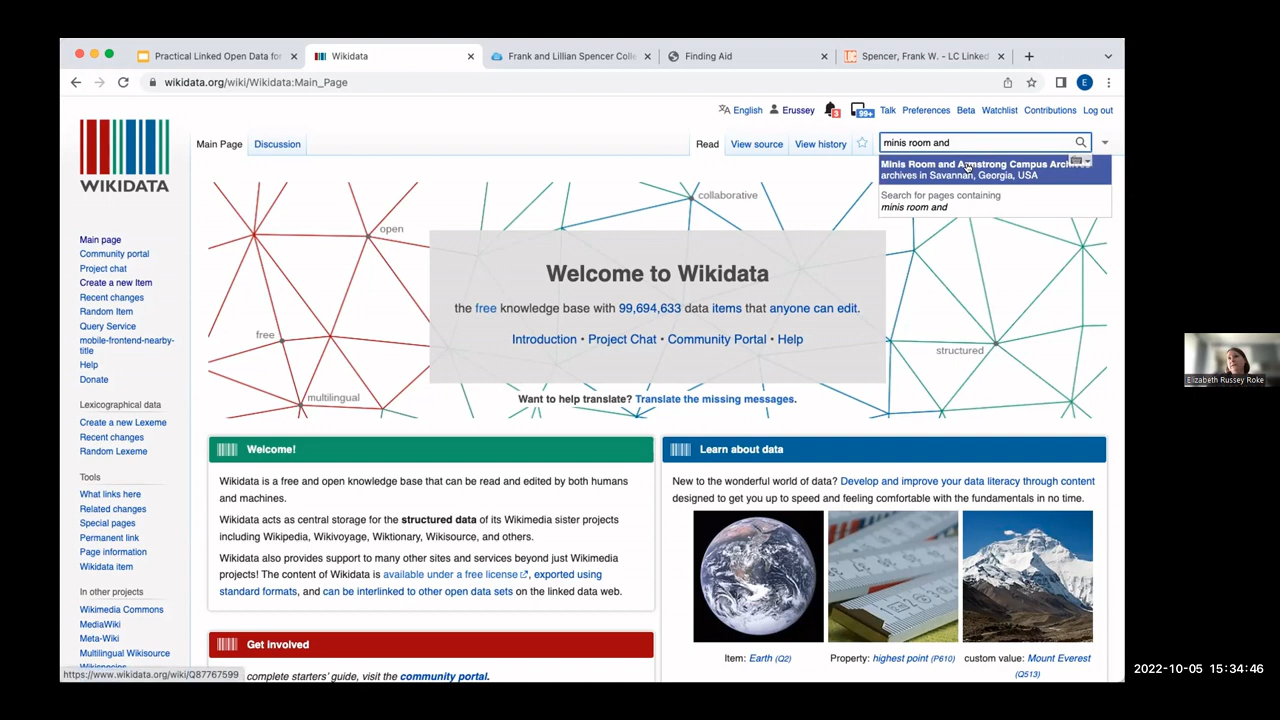 Practical Linked Open Data for
Wikidata
Frank and Lillian Spencer Colle
Finding Aid
Spencer, Frank W. - LC Linked
wikidata.org/wiki/Wikidata:Main_Page
E
English
Erussey
3
99+
Talk
Preferences
Beta
Watchlist
Contributions
Log out
WIKIDATA
Main Page
Discussion
Read
View source
View history
minis room and
Minis Room and Armstrong Campus Archives
archives in Savannah, Georgia, USA
Search for pages containing
minis room and
collaborative
open
free
multilingual
structured
Welcome to Wikidata
the free knowledge base with 99,694,633 data items that anyone can edit.
Introduction • Project Chat • Community Portal • Help
Want to help translate? Translate the missing messages.
Main page
Community portal
Project chat
Create a new Item
Recent changes
Random Item
Query Service
mobile-frontend-nearby-
title
Help
Donate
Lexicographical data
Create a new Lexeme
Recent changes
Random Lexeme
Tools
What links here
Related changes
Special pages
Permanent link
Page information
Wikidata item
In other projects
Wikimedia Commons
MediaWiki
Meta-Wiki
Multilingual Wikisource
Wikispecies
https://www.wikidata.org/wiki/Q87767599
Welcome!
Wikidata is a free and open knowledge base that can be read and edited by both humans
and machines.
Wikidata acts as central storage for the structured data of its Wikimedia sister projects
including Wikipedia, Wikivoyage, Wiktionary, Wikisource, and others.
Wikidata also provides support to many other sites and services beyond just Wikimedia
projects! The content of Wikidata is available under a free license, exported using
standard formats, and can be interlinked to other open data sets on the linked data web.
Get involved
complete starters' guide, visit the community portal.
Learn about data
New to the wonderful world of data? Develop and improve your data literacy through content
designed to get you up to speed and feeling comfortable with the fundamentals in no time.
Item: Earth (Q2)
Property: highest point (P610)
custom value: Mount Everest
(Q513)
Elizabeth Russey Roke
2022-10-05 15:34:46